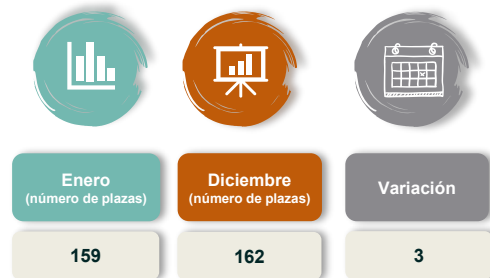 Enero
(número de plazas)
Diciembre
(número de plazas)
Variación
159
162
3